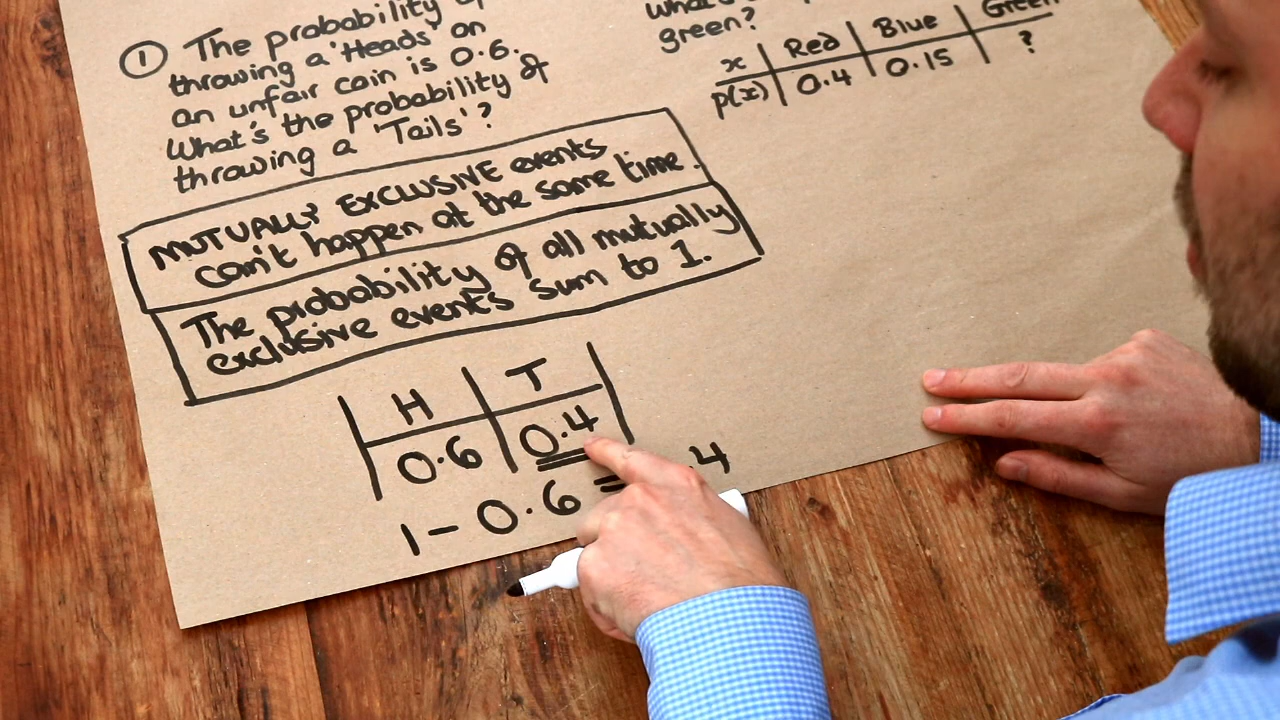 ① The probability of
throwing a 'Heads' on
an unfair coin is 0.6.
What's the probability of
throwing a 'Tails'?
MUTUALLY EXCLUSIVE events
can't happen at the same time.
The probability of all mutually
exclusive events sum to 1.
H T
0.6 0.4
1 - 0.6 = .4
what's
green?
x Red Blue Green
p(x) 0.4 0.15 ?